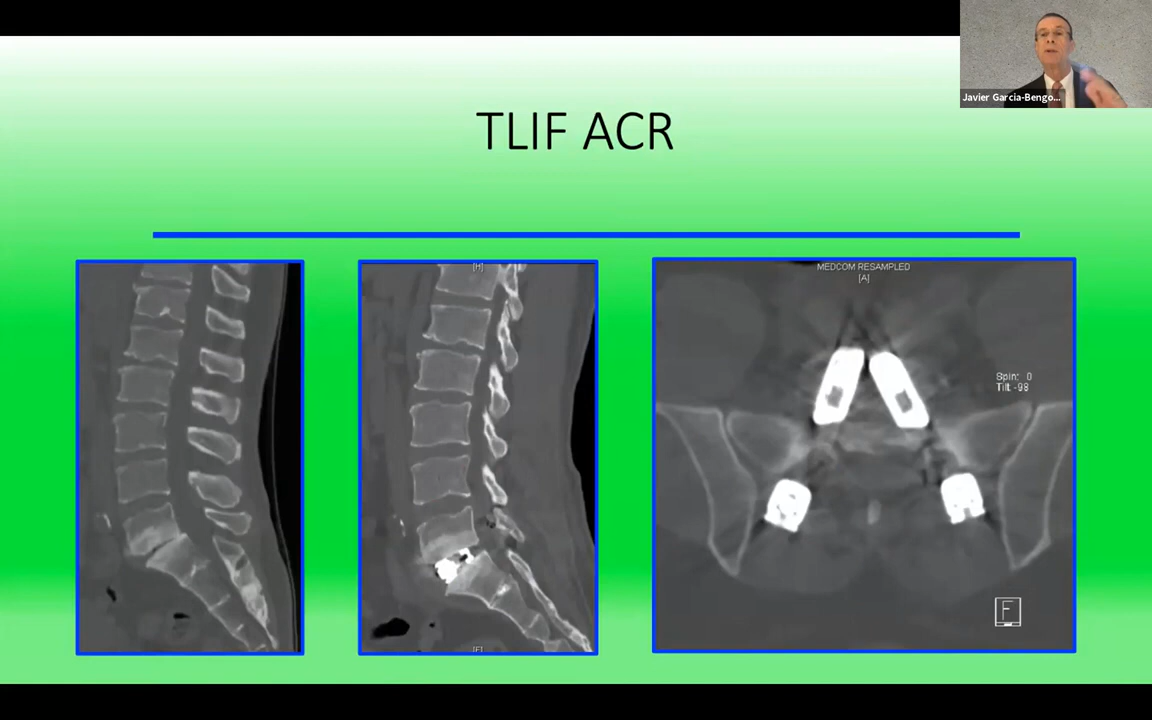 Javier Garcia-Bengo...
TLIF ACR
[H]
MEDCOM RESAMPLED
[A]
Spin: 0
Tilt -98
F
[F]